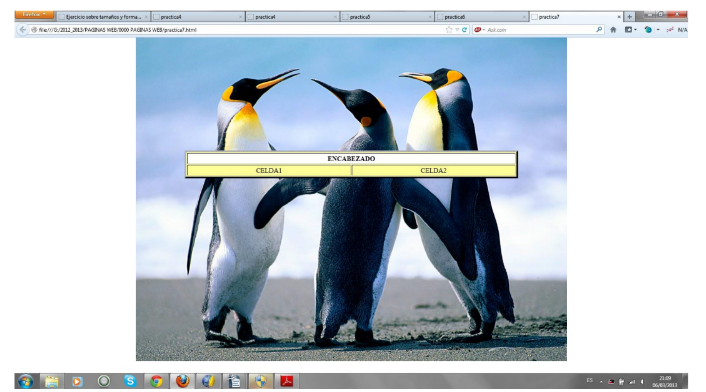 Firefox
Ejercicio sobre tamaños y forma...
practica4
practica4
practica5
practica6
practica7
file:///G:/2012_2013/PAGINAS WEB/0000 PAGINAS WEB/practica7.html
Ask.com
N/A
ENCABEZADO
CELDA1 CELDA2
ES
21:09
06/03/2013